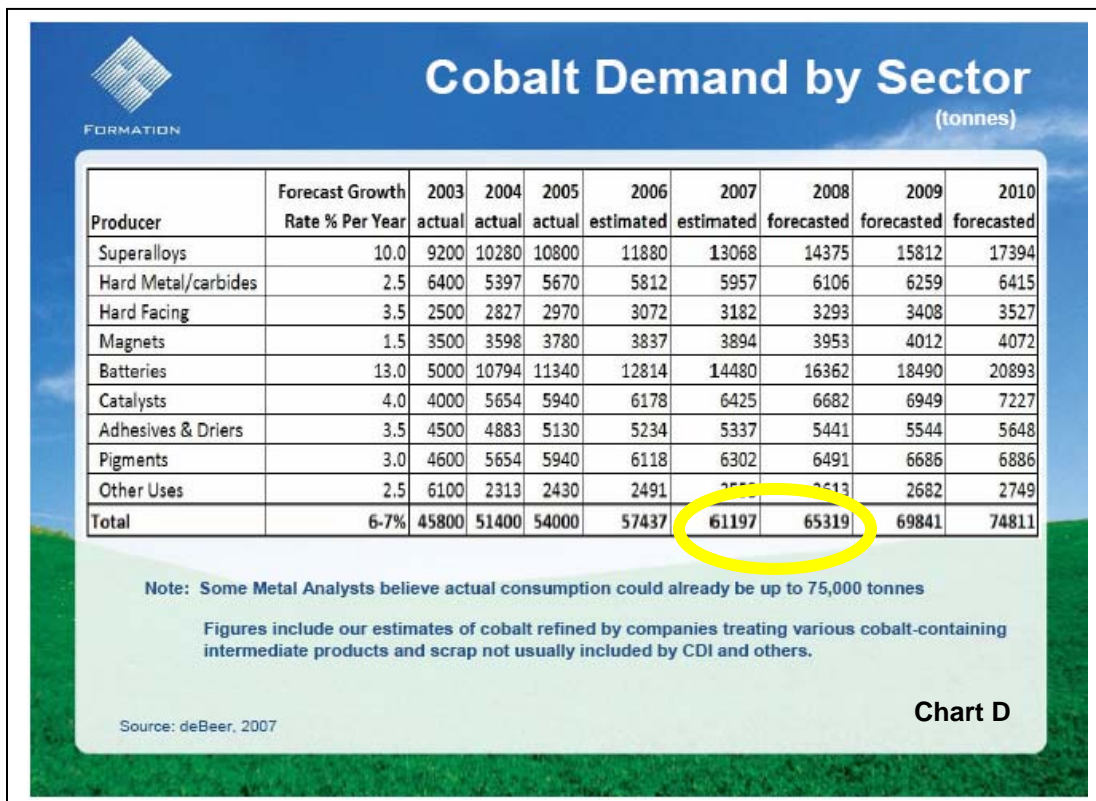 FORMATION
Cobalt Demand by Sector
(tonnes)
Forecast Growth 2003 2004 2005 2006 2007 2008 2009 2010
Producer Rate % Per Year actual actual actual estimated estimated forecasted forecasted forecasted
Superalloys 10.0 9200 10280 10800 11880 13068 14375 15812 17394
Hard Metal/carbides 2.5 6400 5397 5670 5812 5957 6106 6259 6415
Hard Facing 3.5 2500 2827 2970 3072 3182 3293 3408 3527
Magnets 1.5 3500 3598 3780 3837 3894 3953 4012 4072
Batteries 13.0 5000 10794 11340 12814 14480 16362 18490 20893
Catalysts 4.0 4000 5654 5940 6178 6425 6682 6949 7227
Adhesives & Driers 3.5 4500 4883 5130 5234 5337 5441 5544 5648
Pigments 3.0 4600 5654 5940 6118 6302 6491 6686 6886
Other Uses 2.5 6100 2313 2430 2491 2682 2749
Total 6-7% 45800 51400 54000 57437 61197 65319 69841 74811
Note: Some Metal Analysts believe actual consumption could already be up to 75,000 tonnes
Figures include our estimates of cobalt refined by companies treating various cobalt-containing
intermediate products and scrap not usually included by CDI and others.
Chart D
Source: deBeer, 2007